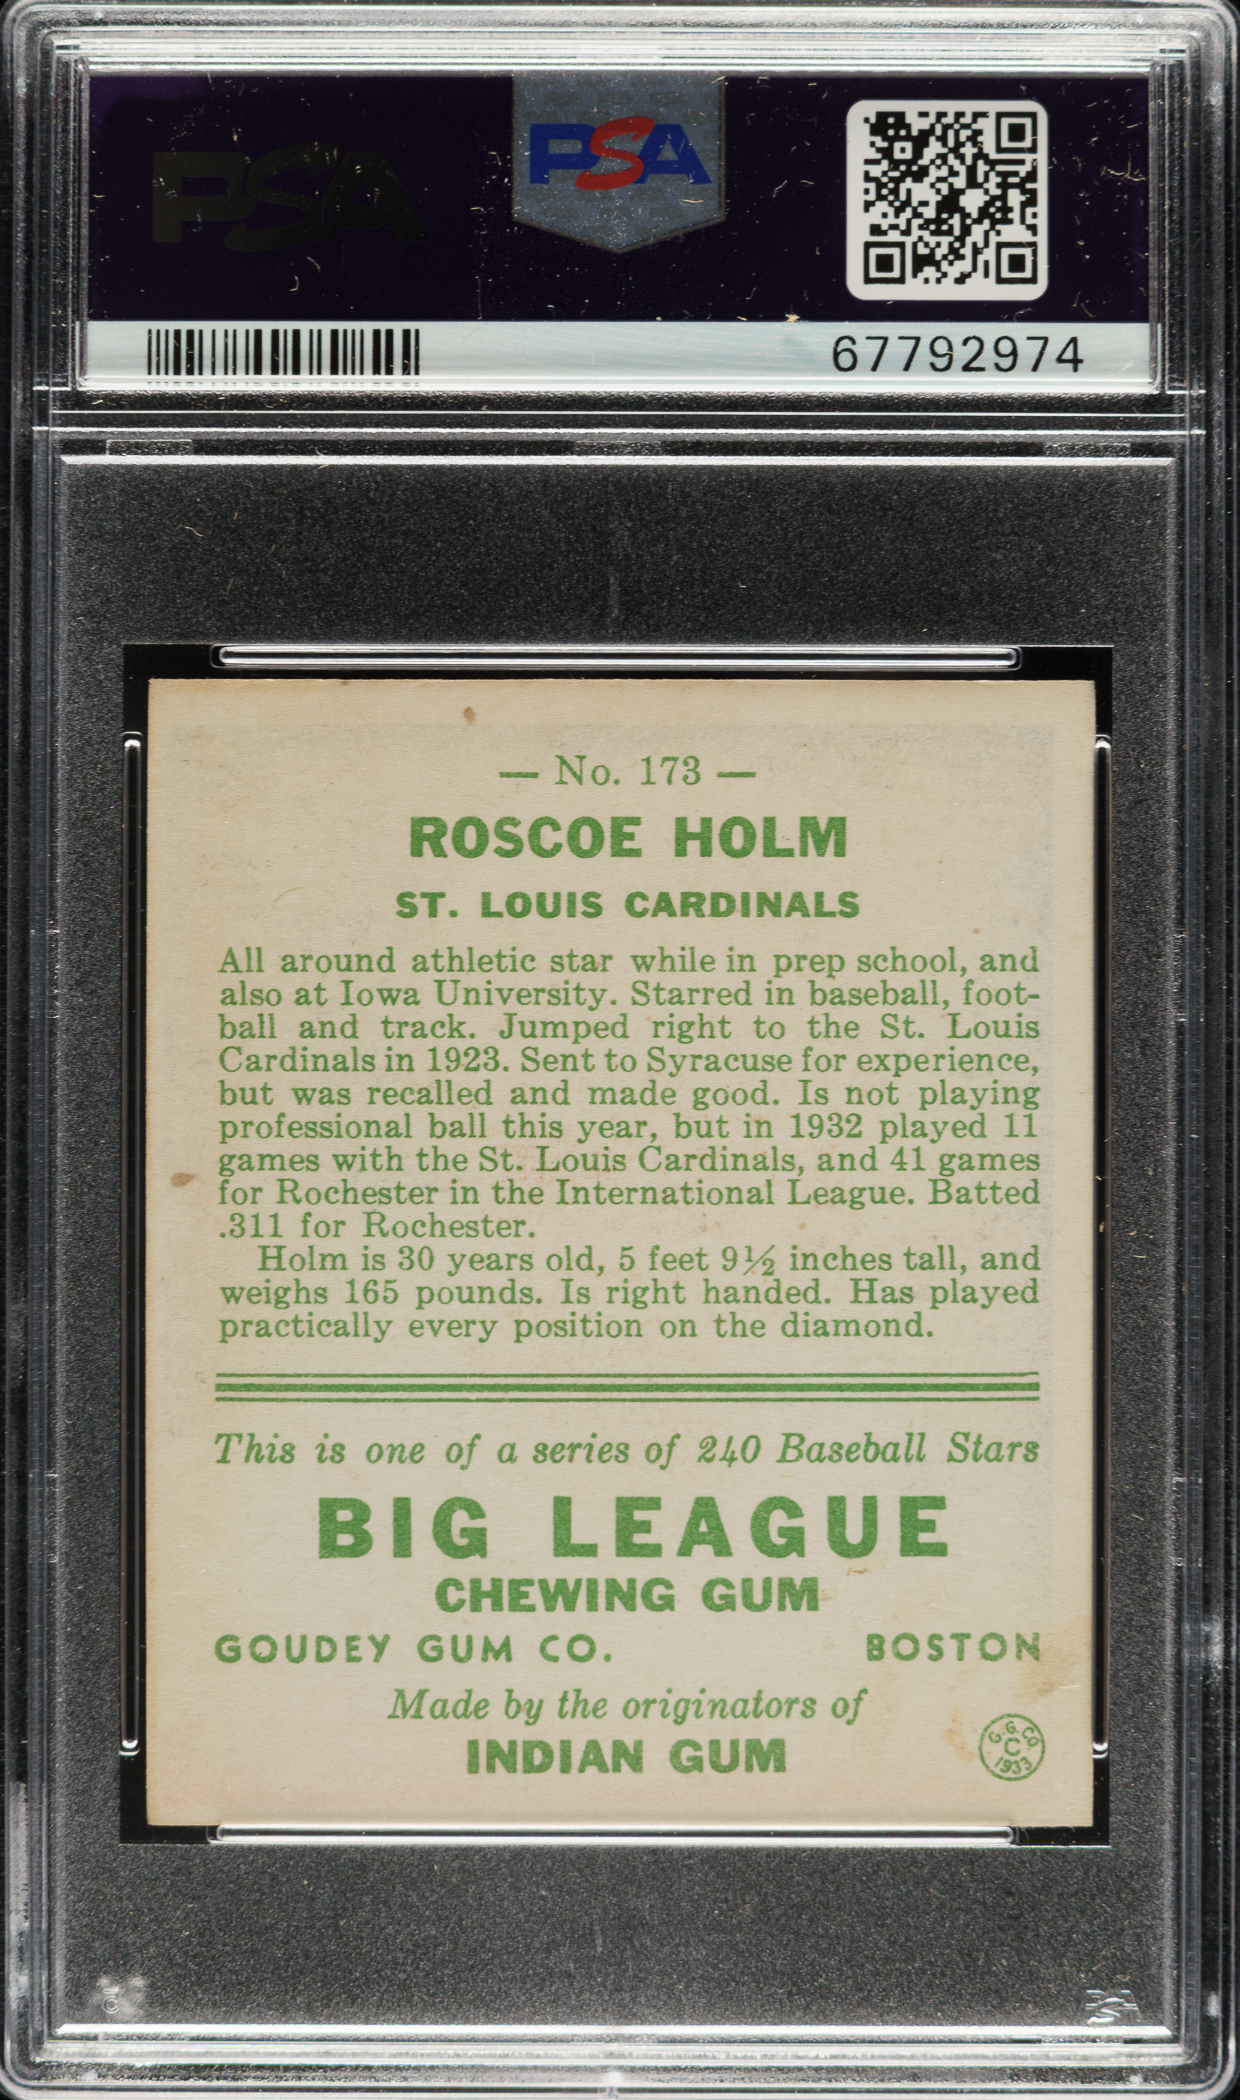 PSA
PSA
67792974
— No. 173 —
ROSCOE HOLM
ST. LOUIS CARDINALS
All around athletic star while in prep school, and
also at Iowa University. Starred in baseball, foot-
ball and track. Jumped right to the St. Louis
Cardinals in 1923. Sent to Syracuse for experience,
but was recalled and made good. Is not playing
professional ball this year, but in 1932 played 11
games with the St. Louis Cardinals, and 41 games
for Rochester in the International League. Batted
.311 for Rochester.
Holm is 30 years old, 5 feet 9½ inches tall, and
weighs 165 pounds. Is right handed. Has played
practically every position on the diamond.
This is one of a series of 240 Baseball Stars
BIG LEAGUE
CHEWING GUM
GOUDEY GUM CO. BOSTON
Made by the originators of
INDIAN GUM
G. G. CO.
C
1933